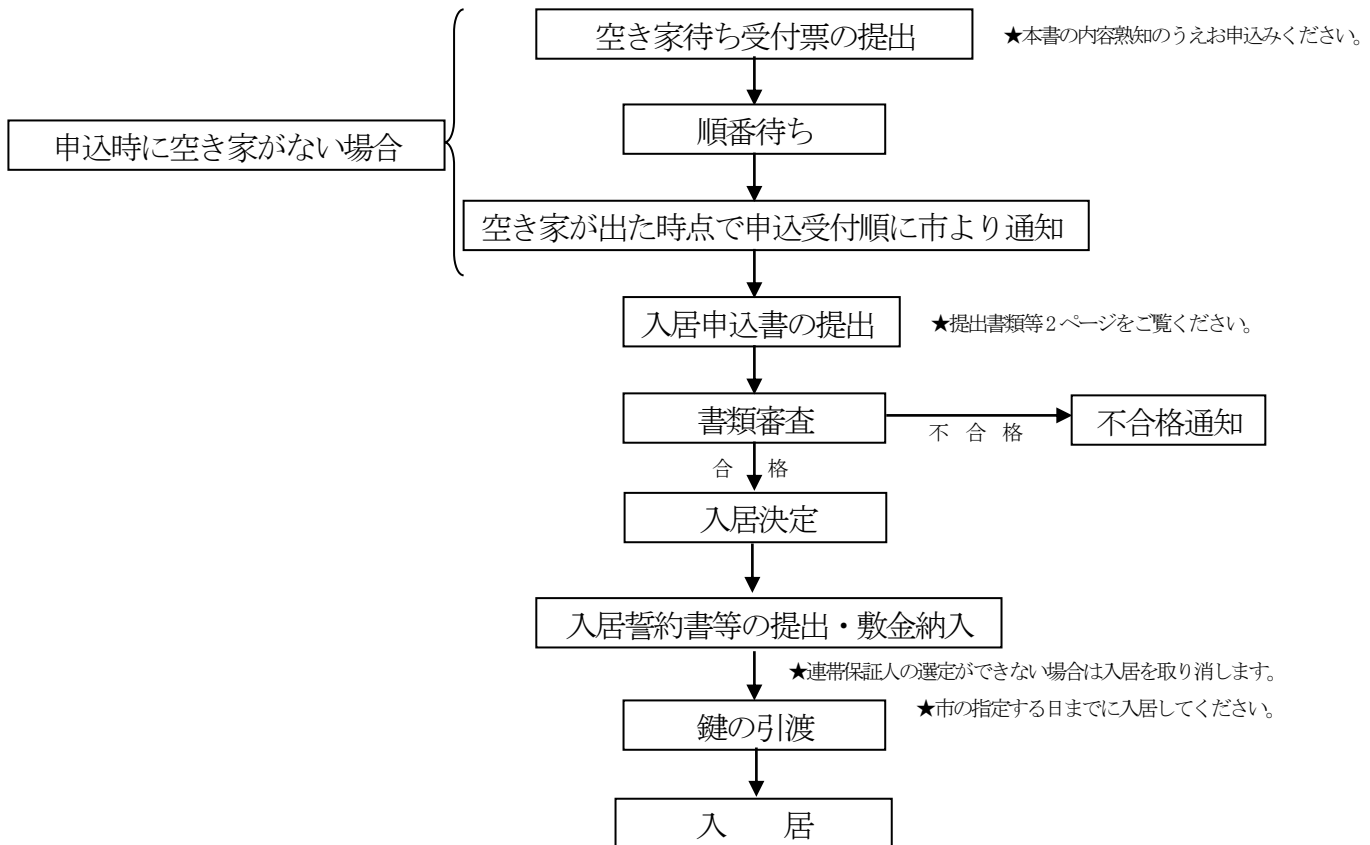 空き家待ち受付票の提出
★本書の内容熟知のうえお申込みください。
順番待ち
申込時に空き家がない場合
空き家が出た時点で申込受付順に市より通知
入居申込書の提出
★提出書類等2ページをご覧ください。
書類審査
不合格
不合格通知
合格
入居決定
入居誓約書等の提出・敷金納入
★連帯保証人の選定ができない場合は入居を取り消します。
★市の指定する日までに入居してください。
鍵の引渡
入 居